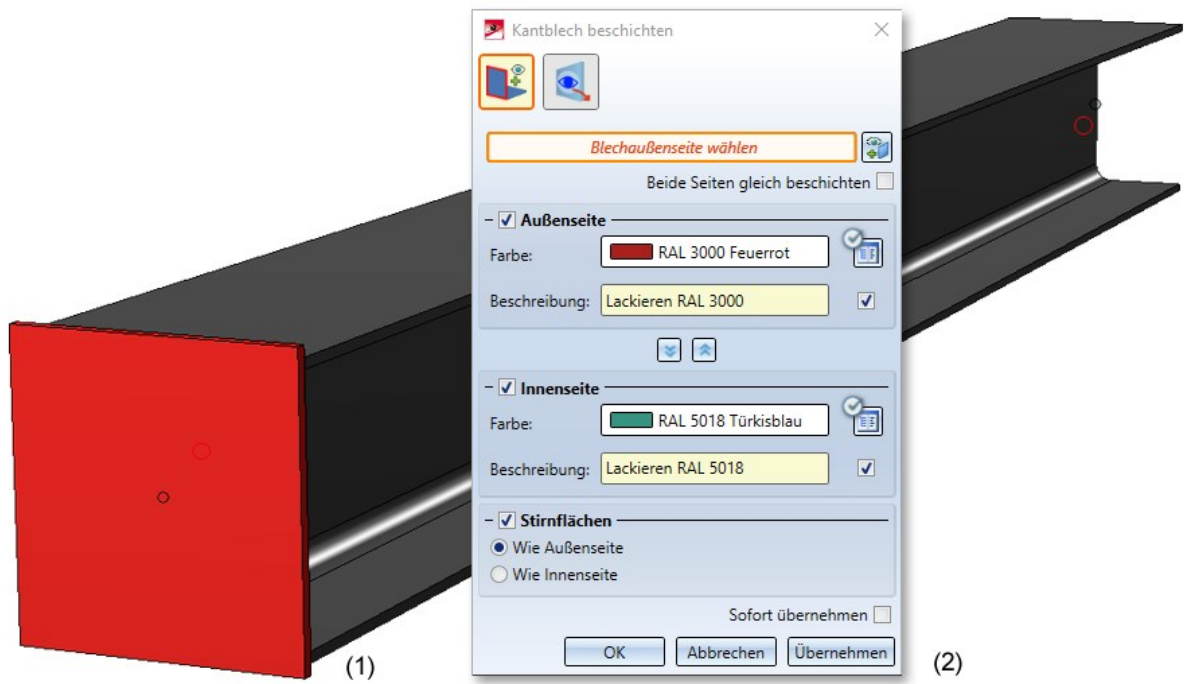 Kantblech beschichten
Blechaußenseite wählen
Beide Seiten gleich beschichten
Außenseite
Farbe: RAL 3000 Feuerrot
Beschreibung: Lackieren RAL 3000
Innenseite
Farbe: RAL 5018 Türkisblau
Beschreibung: Lackieren RAL 5018
Stirnflächen
Wie Außenseite
Wie Innenseite
Sofort übernehmen
OK Abbrechen Übernehmen
(1) (2)